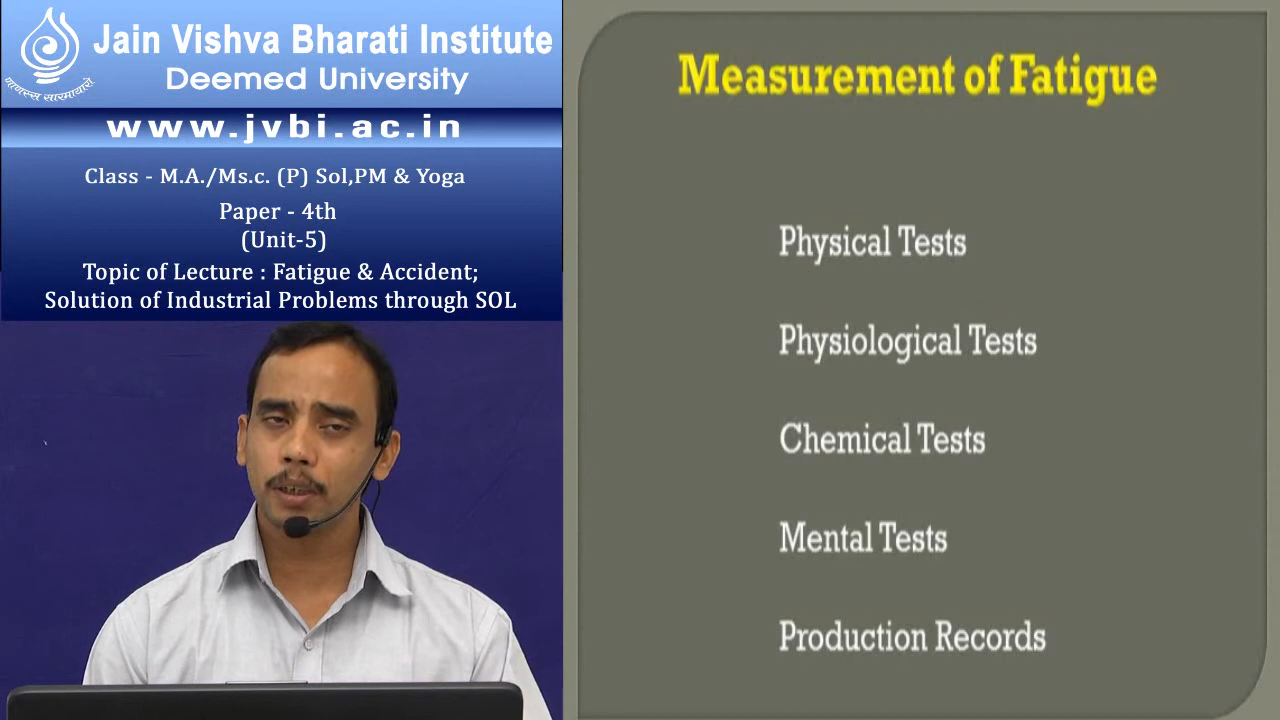 Jain Vishva Bharati Institute
Deemed University
णाणस्स सारमायारो
www.jvbi.ac.in
Class - M.A./Ms.c. (P) Sol,PM & Yoga
Paper - 4th
(Unit-5)
Topic of Lecture : Fatigue & Accident;
Solution of Industrial Problems through SOL
Measurement of Fatigue
Physical Tests
Physiological Tests
Chemical Tests
Mental Tests
Production Records